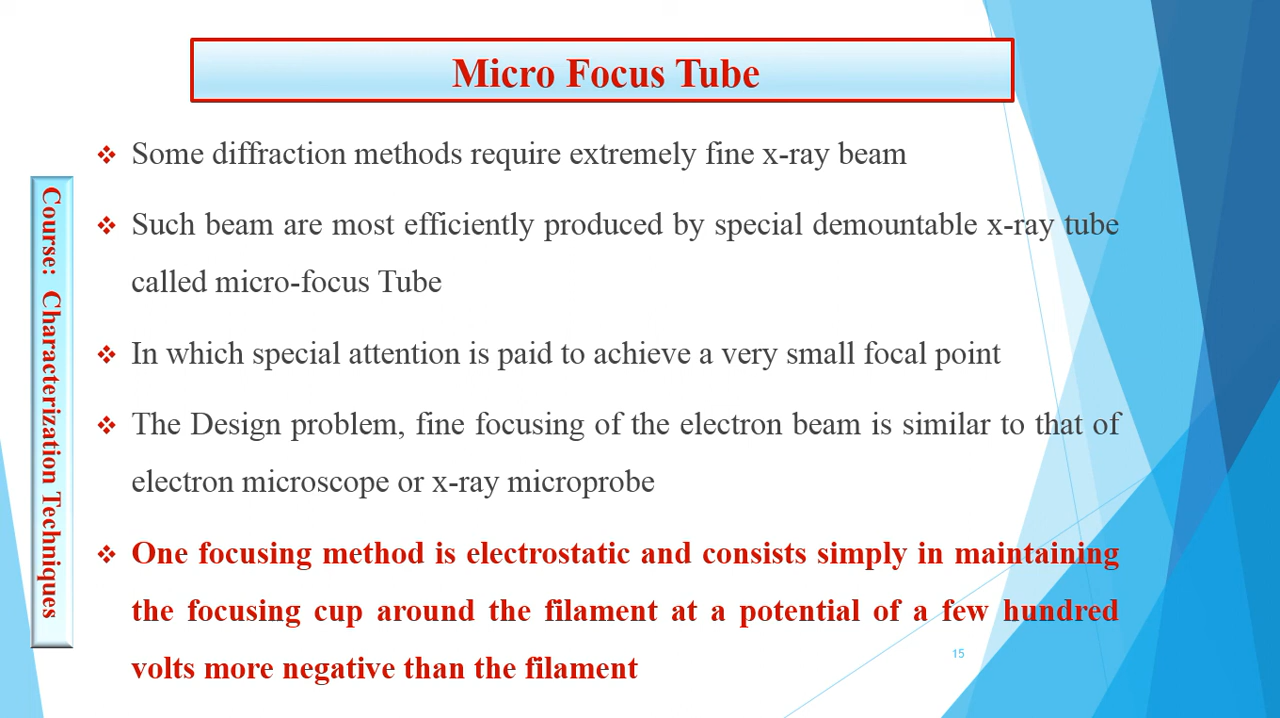 Micro Focus Tube
Some diffraction methods require extremely fine x-ray beam
Such beam are most efficiently produced by special demountable x-ray tube
called micro-focus Tube
In which special attention is paid to achieve a very small focal point
The Design problem, fine focusing of the electron beam is similar to that of
electron microscope or x-ray microprobe
One focusing method is electrostatic and consists simply in maintaining
the focusing cup around the filament at a potential of a few hundred
volts more negative than the filament
Course: Characterization Techniques
15